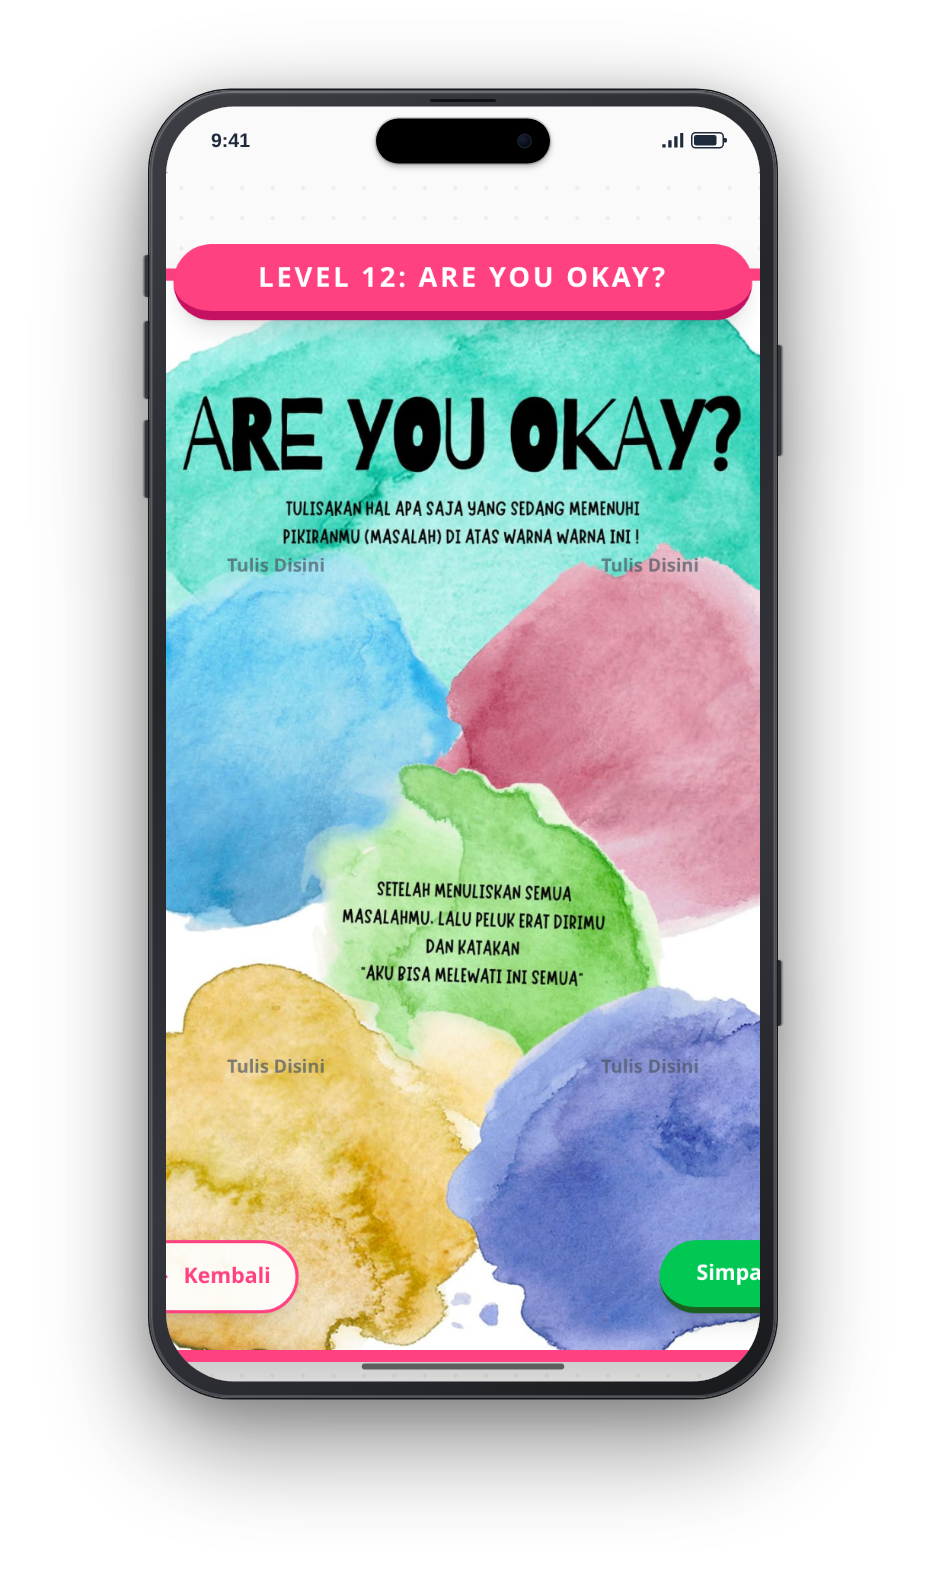 9:41
LEVEL 12: ARE YOU OKAY?
ARE YOU OKAY?
TULISAKAN HAL APA SAJA YANG SEDANG MEMENUHI
PIKIRANMU (MASALAH) DI ATAS WARNA WARNA INI !
Tulis Disini
Tulis Disini
SETELAH MENULISKAN SEMUA
MASALAHMU. LALU PELUK ERAT DIRIMU
DAN KATAKAN
"AKU BISA MELEWATI INI SEMUA"
Tulis Disini
Tulis Disini
Kembali
Simpa